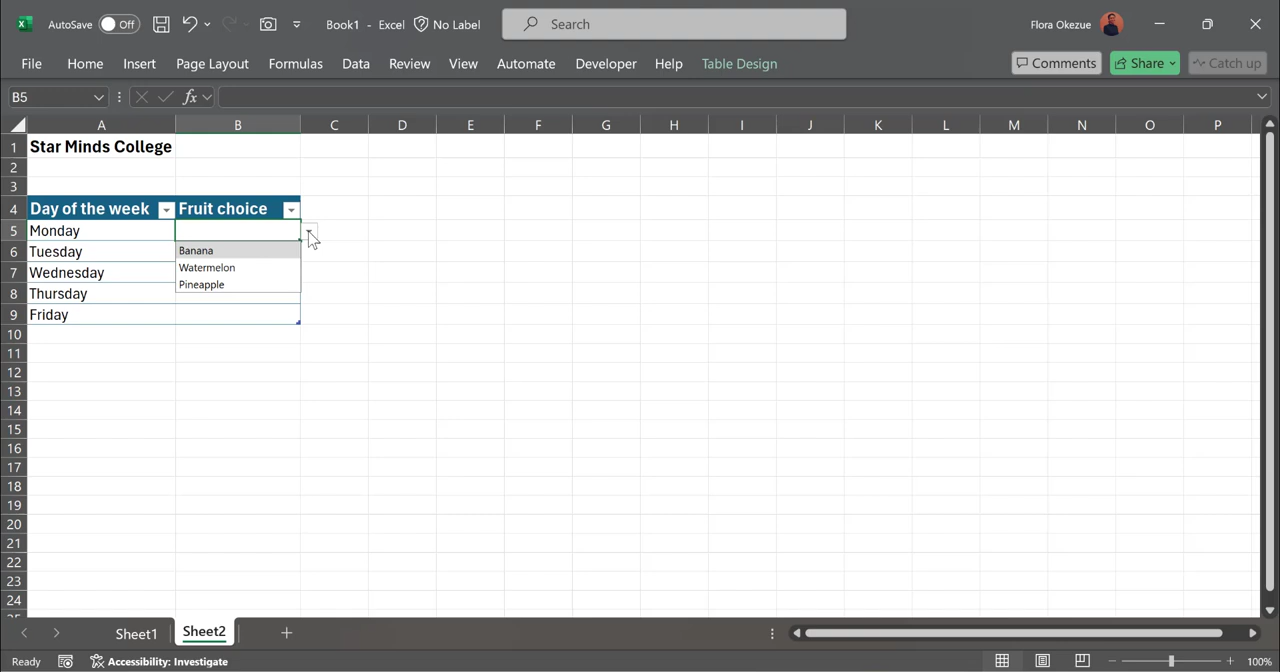 AutoSave Off Book1 - Excel No Label Search Flora Okezue
File Home Insert Page Layout Formulas Data Review View Automate Developer Help Table Design Comments Share Catch up
B5 fx
A B C D E F G H I J K L M N O P
1 Star Minds College
2
3
4 Day of the week Fruit choice
5 Monday
6 Tuesday Banana
7 Wednesday Watermelon
8 Thursday Pineapple
9 Friday
10
11
12
13
14
15
16
17
18
19
20
21
22
23
24
Sheet1 Sheet2
Ready Accessibility: Investigate 100%